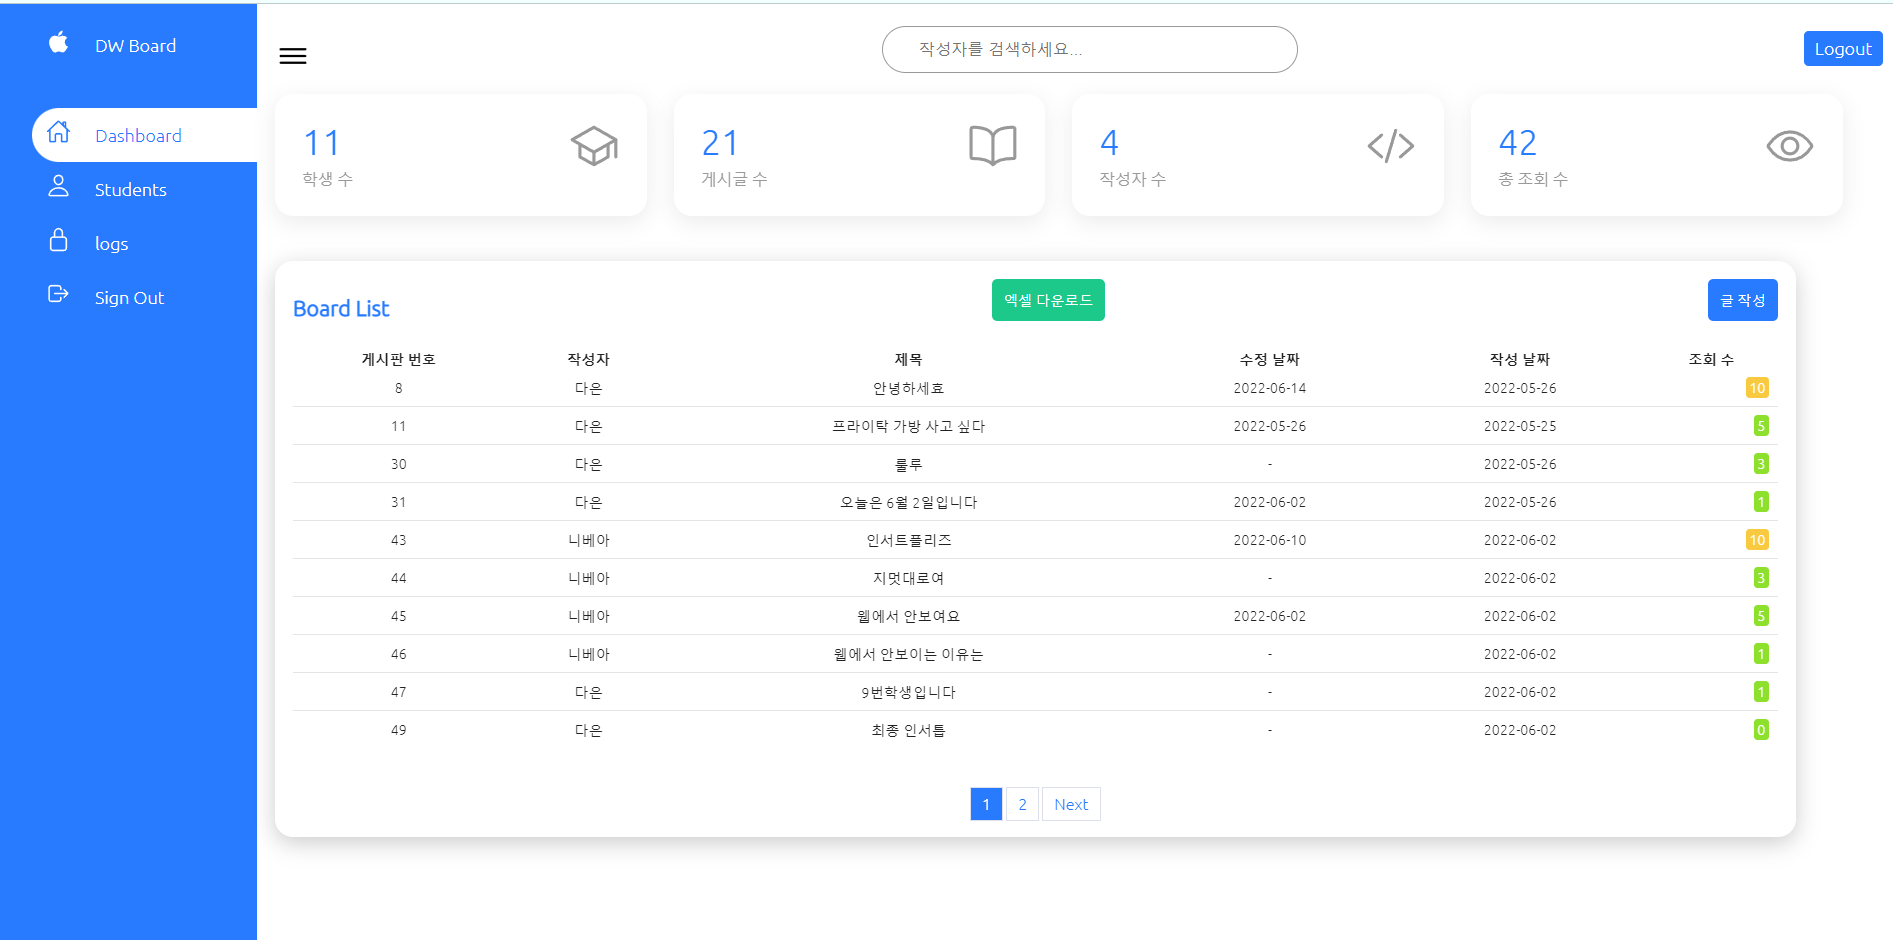 DW Board
Dashboard
Students
logs
Sign Out
작성자를 검색하세요...
Logout
11
학생 수
21
게시글 수
4
작성자 수
42
총 조회 수
Board List
엑셀 다운로드
글 작성
게시판 번호 작성자 제목 수정 날짜 작성 날짜 조회 수
8 다은 안녕하세효 2022-06-14 2022-05-26 10
11 다은 프라이탁 가방 사고 싶다 2022-05-26 2022-05-25 5
30 다은 룰루 - 2022-05-26 3
31 다은 오늘은 6월 2일입니다 2022-06-02 2022-05-26 1
43 니베아 인서트플리즈 2022-06-10 2022-06-02 10
44 니베아 지멋대로여 - 2022-06-02 3
45 니베아 웹에서 안보여요 2022-06-02 2022-06-02 5
46 니베아 웹에서 안보이는 이유는 - 2022-06-02 1
47 다은 9번학생입니다 - 2022-06-02 1
49 다은 최종 인서틉 - 2022-06-02 0
1 2 Next